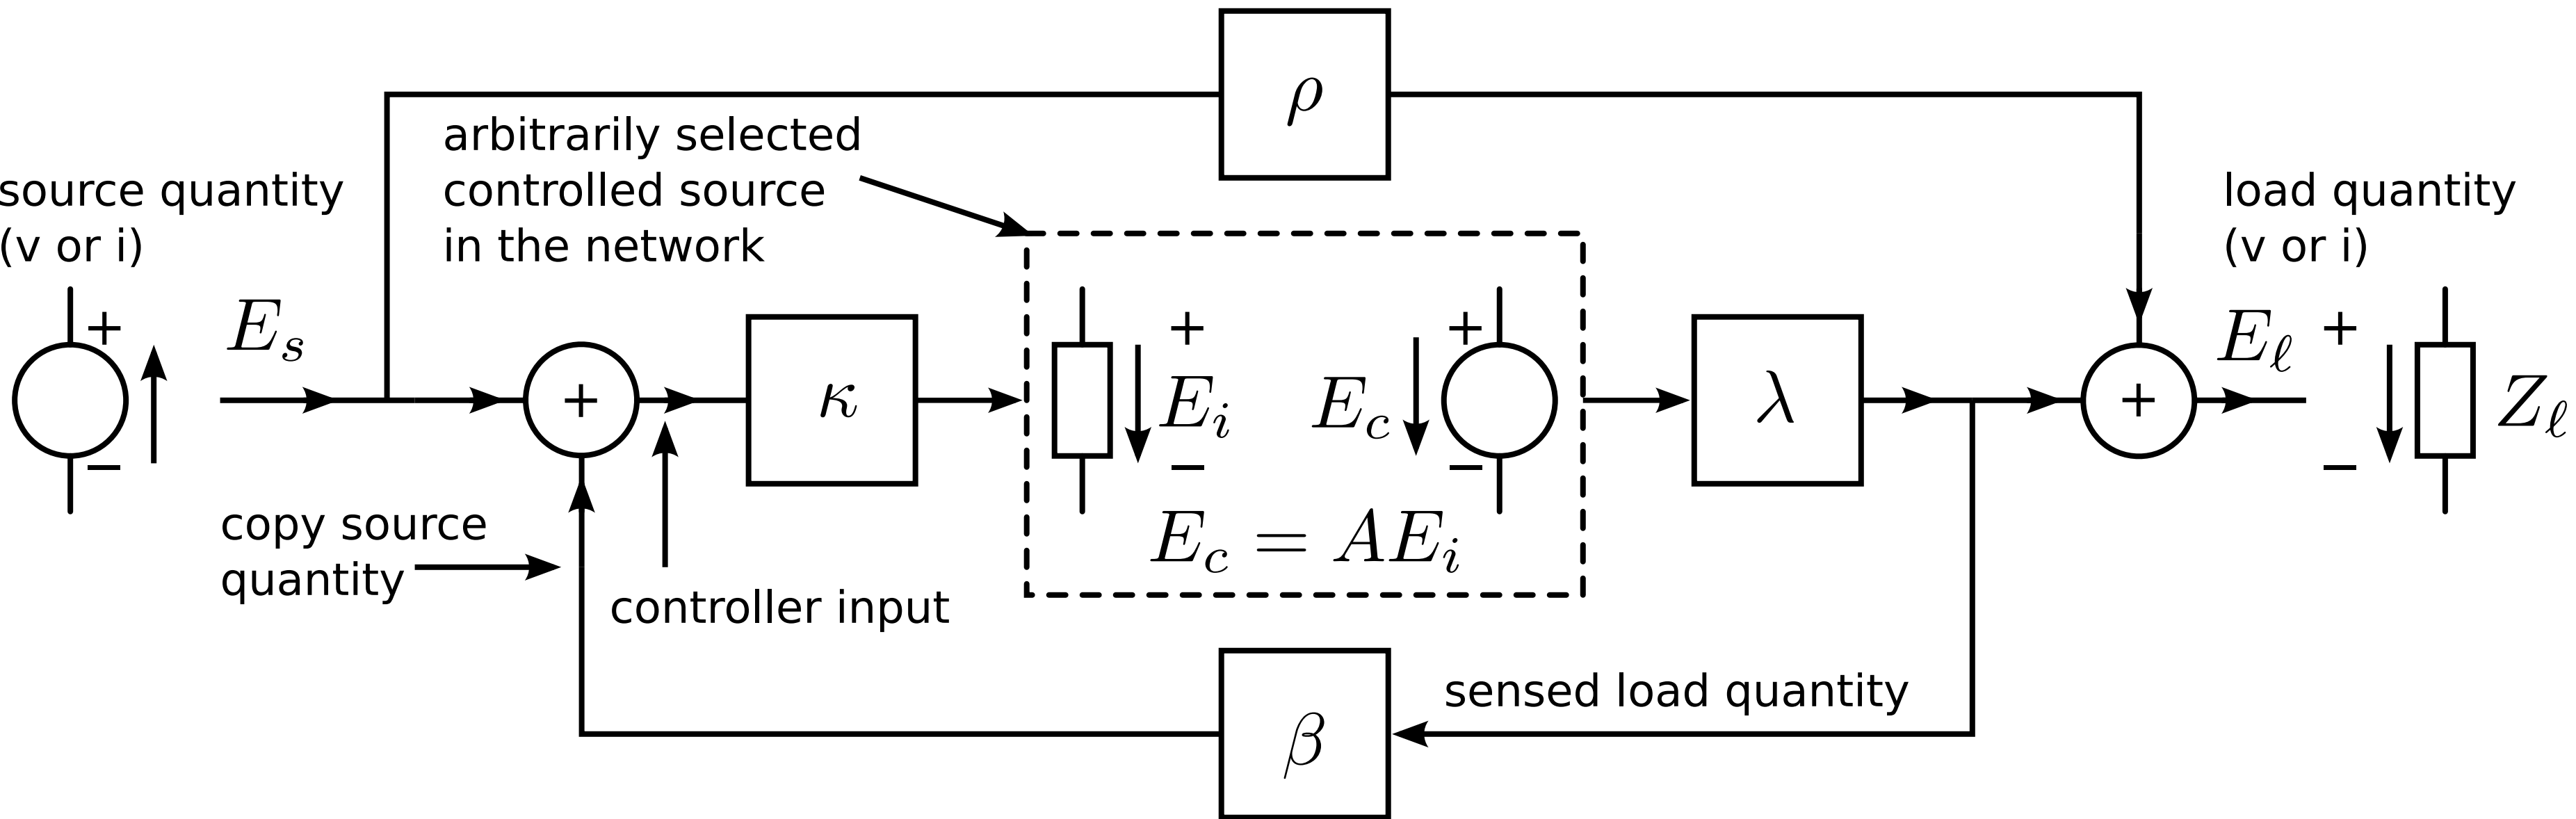 ρ
arbitrarily selected
controlled source
in the network
source quantity
(v or i)
load quantity
(v or i)
+
E_s
+
κ
+
E_i
−
+
E_c
−
E_c = AE_i
λ
+
E_ℓ
+
−
Z_ℓ
−
copy source
quantity
controller input
sensed load quantity
β